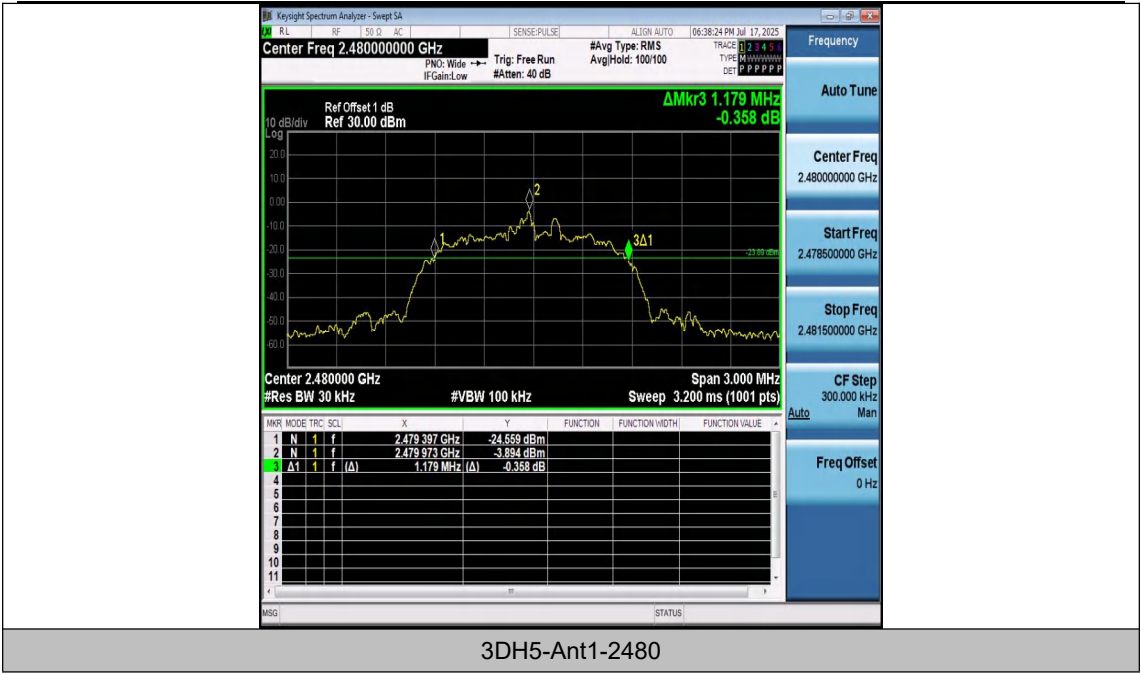 Keysight Spectrum Analyzer - Swept SA
RL RF 50 Ω AC SENSE:PULSE ALIGN AUTO 06:38:24 PM Jul 17, 2025
Center Freq 2.480000000 GHz
PNO: Wide
IFGain:Low
Trig: Free Run
#Atten: 40 dB
#Avg Type: RMS
Avg|Hold: 100/100
TRACE 1 2 3 4 5 6
TYPE M W W W W W
DET P P P P P P
Ref Offset 1 dB
10 dB/div Ref 30.00 dBm
Log
ΔMkr3 1.179 MHz
-0.358 dB
20.0
10.0
0.00
-10.0
-20.0
-30.0
-40.0
-50.0
-60.0
1
2
3Δ1
-23.89 dBm
Center 2.480000 GHz Span 3.000 MHz
#Res BW 30 kHz #VBW 100 kHz Sweep 3.200 ms (1001 pts)
MKR MODE TRC SCL X Y FUNCTION FUNCTION WIDTH FUNCTION VALUE
1 N 1 f 2.479 397 GHz -24.559 dBm
2 N 1 f 2.479 973 GHz -3.894 dBm
3 Δ1 1 f (Δ) 1.179 MHz (Δ) -0.358 dB
4
5
6
7
8
9
10
11
MSG STATUS
Frequency
Auto Tune
Center Freq
2.480000000 GHz
Start Freq
2.478500000 GHz
Stop Freq
2.481500000 GHz
CF Step
300.000 kHz
Auto Man
Freq Offset
0 Hz
3DH5-Ant1-2480